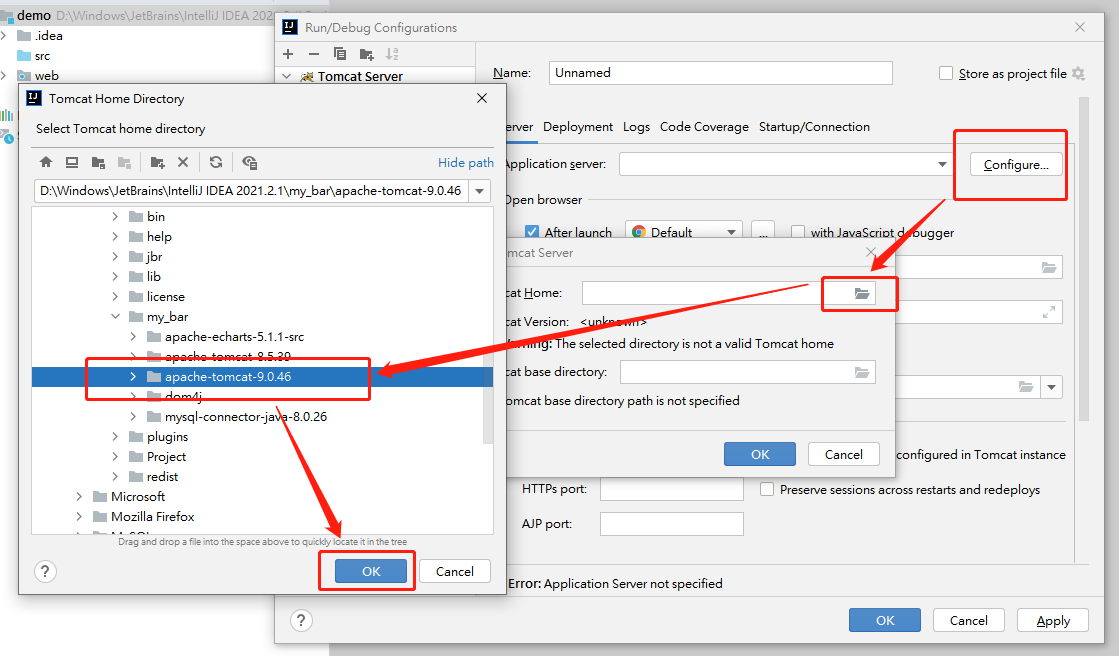 demo D:\Windows\JetBrains\IntelliJ IDEA 202
.idea
src
web
Run/Debug Configurations
Tomcat Server
Name: Unnamed
Store as project file
Deployment Logs Code Coverage Startup/Connection
Application server:
Configure...
Open browser
After launch Default ... with JavaScript debugger
Tomcat Home Directory
Select Tomcat home directory
Hide path
D:\Windows\JetBrains\IntelliJ IDEA 2021.2.1\my_bar\apache-tomcat-9.0.46
bin
help
jbr
lib
license
my_bar
apache-echarts-5.1.1-src
apache-tomcat-8.5.39
apache-tomcat-9.0.46
dom4j
mysql-connector-java-8.0.26
plugins
Project
redist
Microsoft
Mozilla Firefox
Drag and drop a file into the space above to quickly locate it in the tree
? OK Cancel
mcat Server
cat Home:
cat Version: <unknown>
The selected directory is not a valid Tomcat home
cat base directory:
omcat base directory path is not specified
OK Cancel
configured in Tomcat instance
HTTPs port:
Preserve sessions across restarts and redeploys
AJP port:
Error: Application Server not specified
? OK Cancel Apply